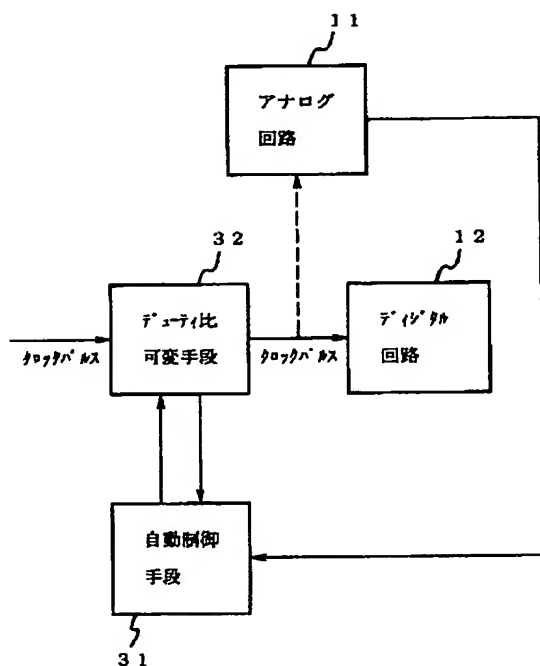 １１
アナログ
回路
３２
１２
ﾃﾞｭｰﾃｨ比
可変手段
ﾃﾞｨｼﾞﾀﾙ
回路
ｸﾛｯｸﾊﾟﾙｽ
ｸﾛｯｸﾊﾟﾙｽ
自動制御
手段
３１